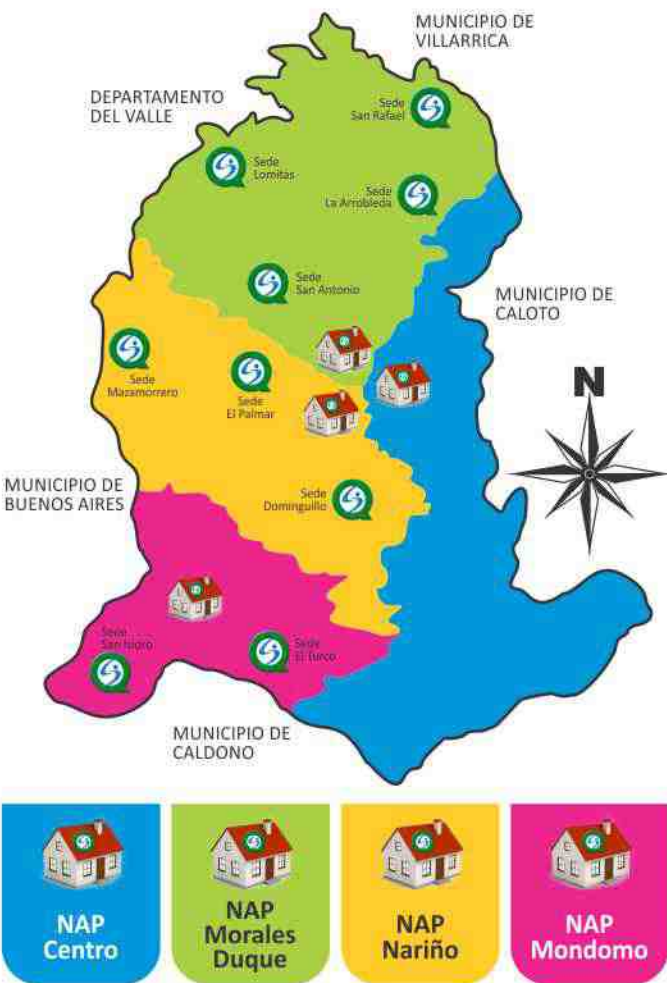 MUNICIPIO DE
VILLARRICA
DEPARTAMENTO
DEL VALLE
Sede
San Rafael
Sede
Lomitas
Sede
La Arrobleda
Sede
San Antonio
MUNICIPIO DE
CALOTO
Sede
Mazamorrero
Sede
El Palmar
N
MUNICIPIO DE
BUENOS AIRES
Sede
Dominguillo
Sede
San Isidro
Sede
El Turco
MUNICIPIO DE
CALDONO
NAP
Centro
NAP
Morales
Duque
NAP
Nariño
NAP
Mondomo